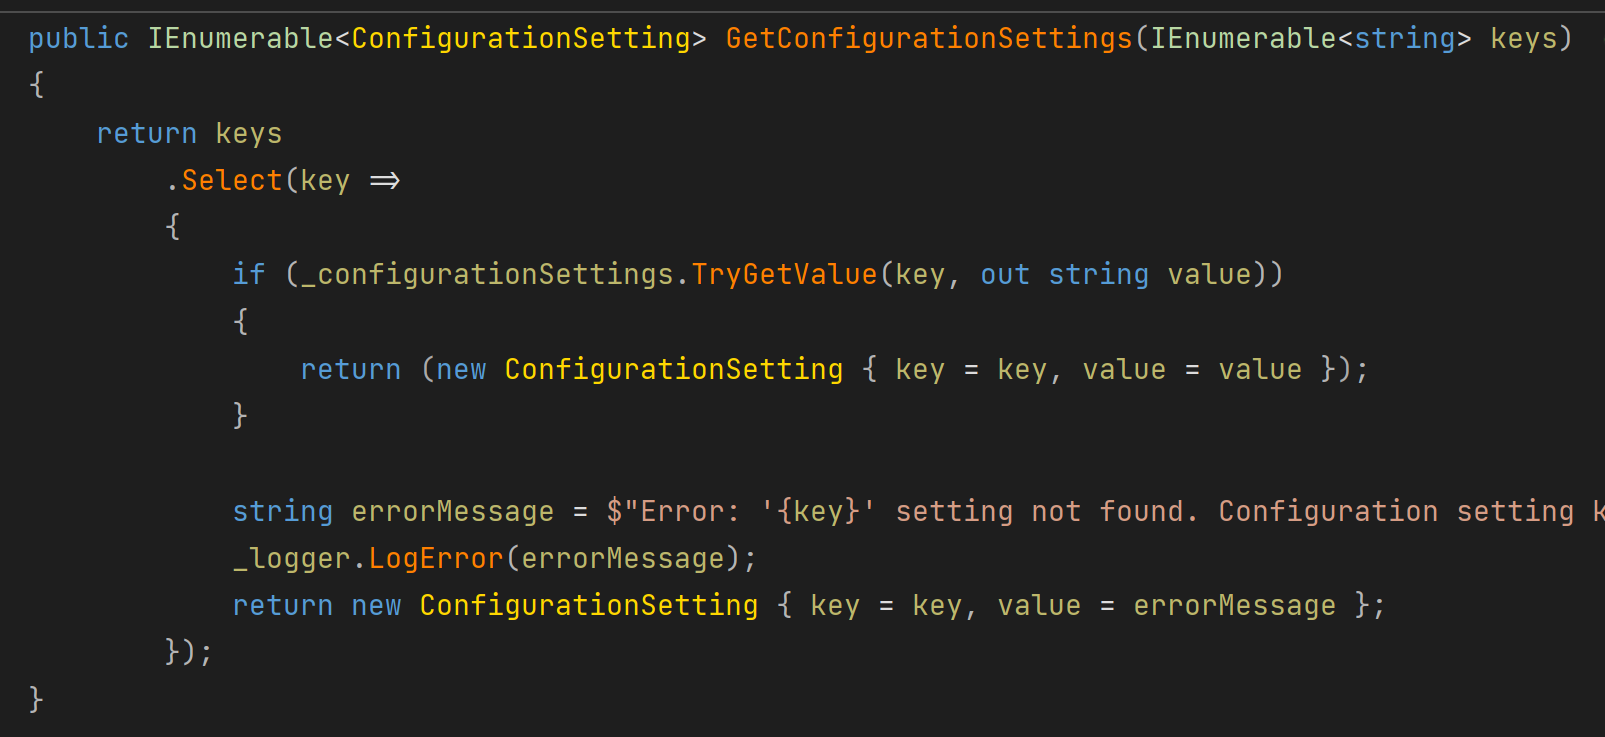 public IEnumerable<ConfigurationSetting> GetConfigurationSettings(IEnumerable<string> keys)
{
return keys
.Select(key =>
{
if (_configurationSettings.TryGetValue(key, out string value))
{
return (new ConfigurationSetting { key = key, value = value });
}
string errorMessage = $"Error: '{key}' setting not found. Configuration setting
_logger.LogError(errorMessage);
return new ConfigurationSetting { key = key, value = errorMessage };
});
}